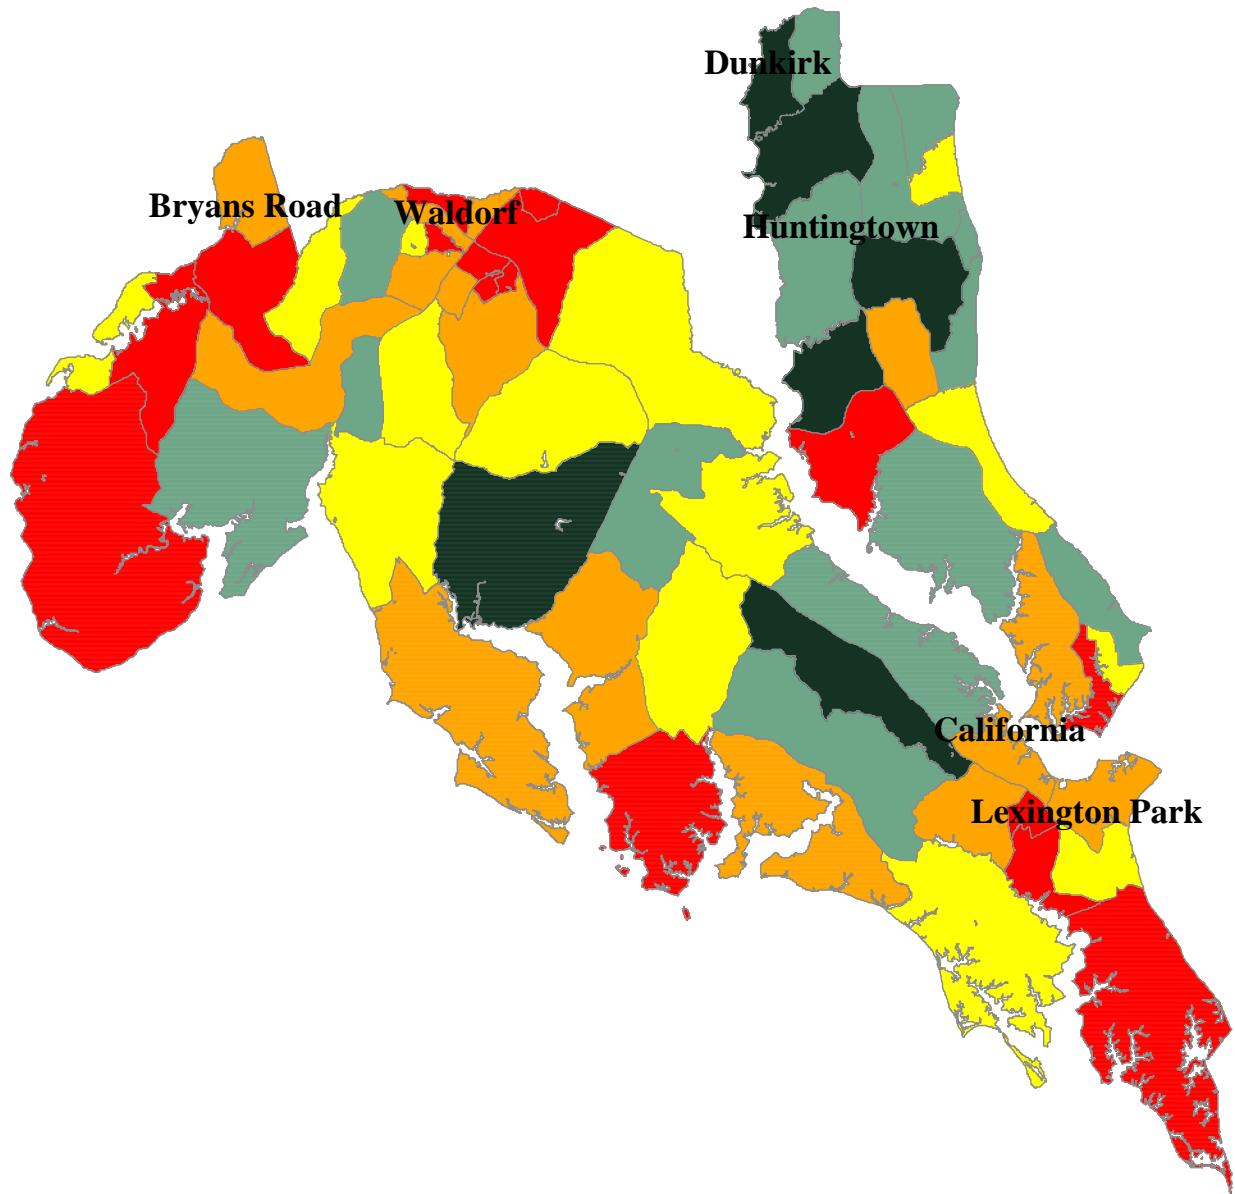 Dunkirk
Bryans Road
Waldorf
Huntingtown
California
Lexington Park